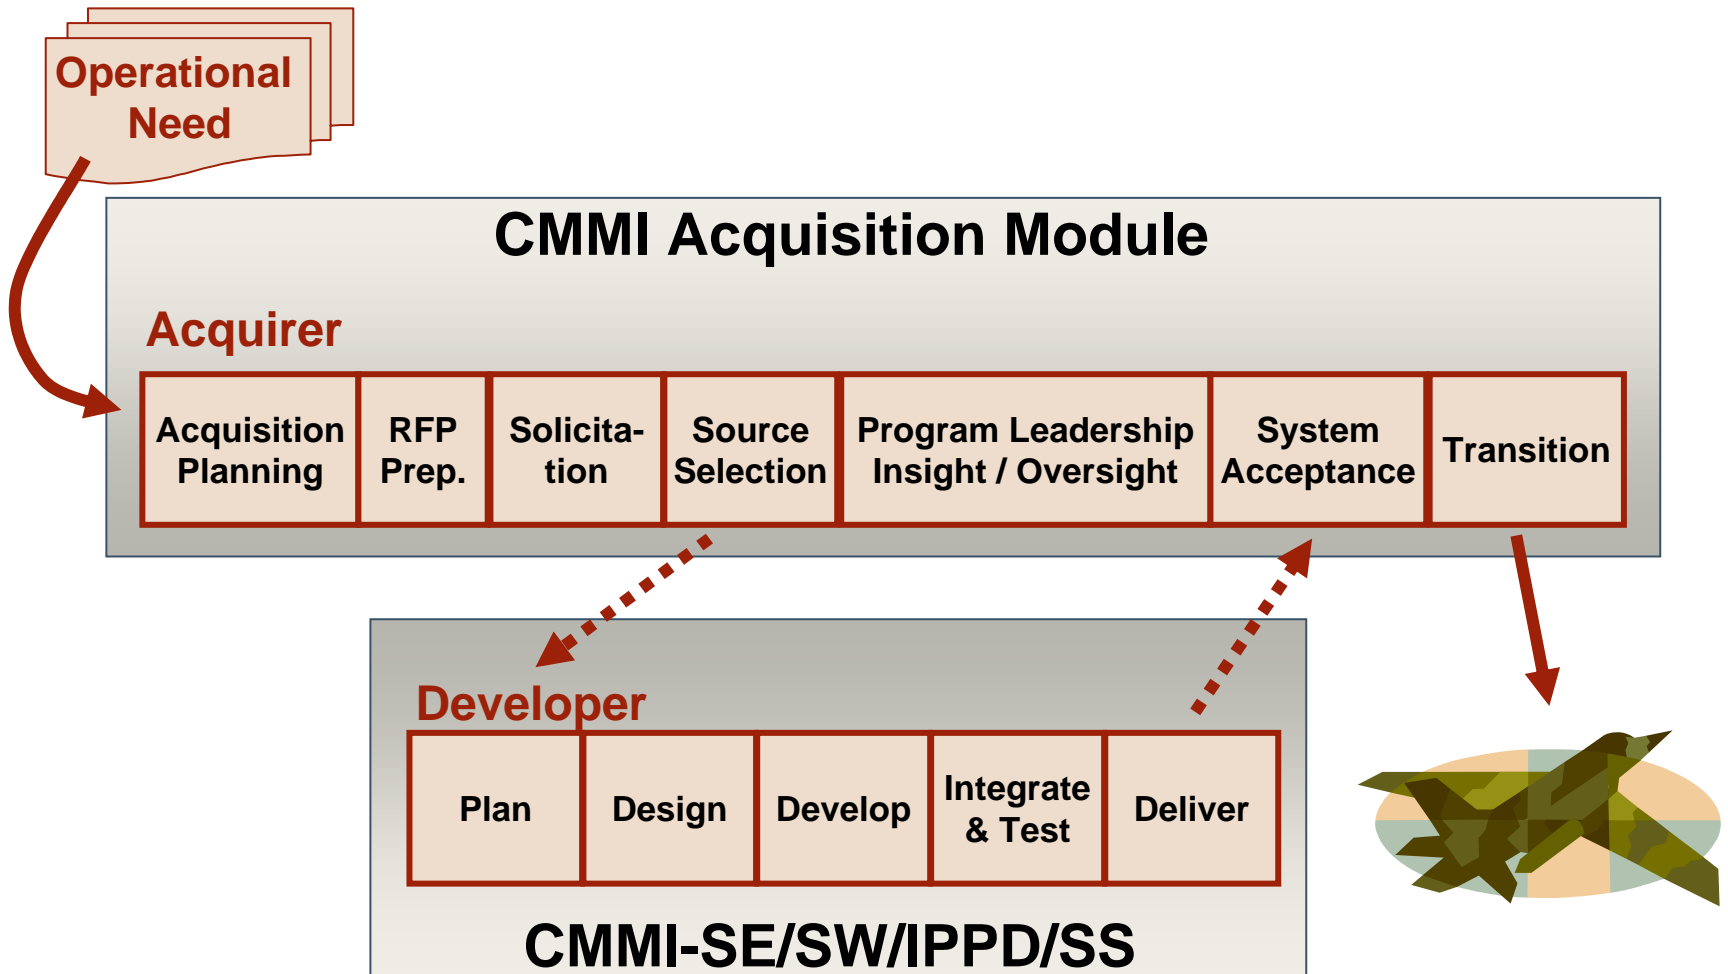 Operational
Need
CMMI Acquisition Module
Acquirer
Acquisition
Planning
RFP
Prep.
Solicita-
tion
Source
Selection
Program Leadership
Insight / Oversight
System
Acceptance
Transition
Developer
Plan
Design
Develop
Integrate
& Test
Deliver
CMMI-SE/SW/IPPD/SS